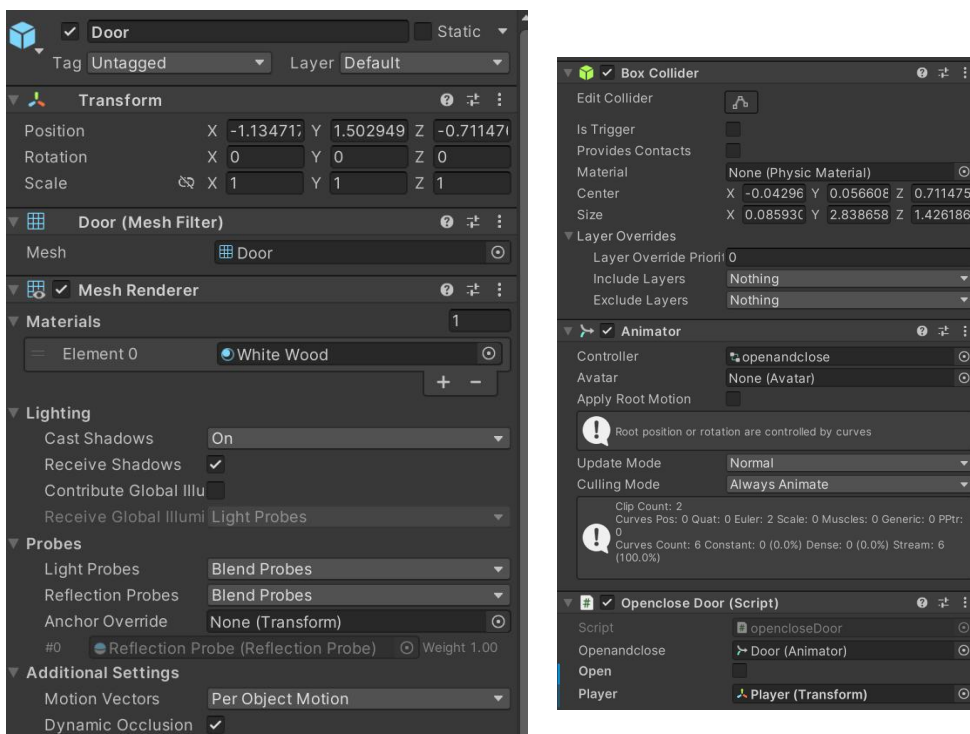 Door
Static
Tag Untagged Layer Default
Transform
Position X -1.134717 Y 1.502949 Z -0.711476
Rotation X 0 Y 0 Z 0
Scale X 1 Y 1 Z 1
Door (Mesh Filter)
Mesh Door
Mesh Renderer
Materials 1
Element 0 White Wood
+ −
Lighting
Cast Shadows On
Receive Shadows
Contribute Global Illu
Receive Global Illumi Light Probes
Probes
Light Probes Blend Probes
Reflection Probes Blend Probes
Anchor Override None (Transform)
#0 Reflection Probe (Reflection Probe) Weight 1.00
Additional Settings
Motion Vectors Per Object Motion
Dynamic Occlusion
Box Collider
Edit Collider
Is Trigger
Provides Contacts
Material None (Physic Material)
Center X -0.04296 Y 0.056608 Z 0.711475
Size X 0.085930 Y 2.838658 Z 1.426186
Layer Overrides
Layer Override Priorit 0
Include Layers Nothing
Exclude Layers Nothing
Animator
Controller openandclose
Avatar None (Avatar)
Apply Root Motion
Root position or rotation are controlled by curves
Update Mode Normal
Culling Mode Always Animate
Clip Count: 2
Curves Pos: 0 Quat: 0 Euler: 2 Scale: 0 Muscles: 0 Generic: 0 PPtr:
0
Curves Count: 6 Constant: 0 (0.0%) Dense: 0 (0.0%) Stream: 6
(100.0%)
# Openclose Door (Script)
Script # opencloseDoor
Openandclose Door (Animator)
Open
Player Player (Transform)